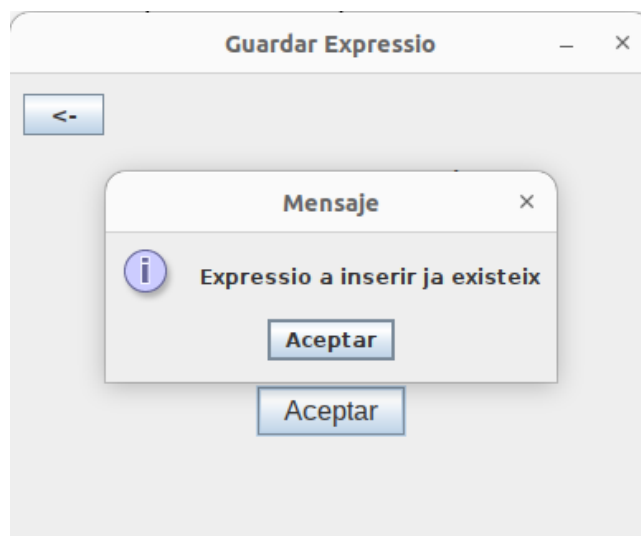 Guardar Expressio
<-
Mensaje
i
Expressio a inserir ja existeix
Aceptar
Aceptar